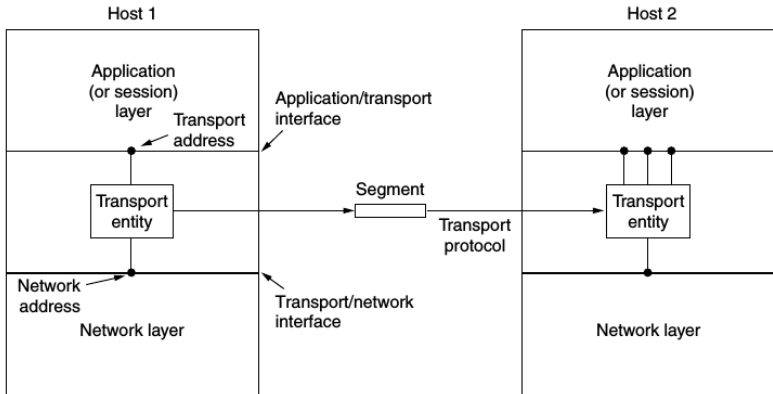 Host 1
Host 2
Application
(or session)
layer
Transport
address
Application/transport
interface
Application
(or session)
layer
Transport
entity
Segment
Transport
protocol
Transport
entity
Network
address
Transport/network
interface
Network layer
Network layer